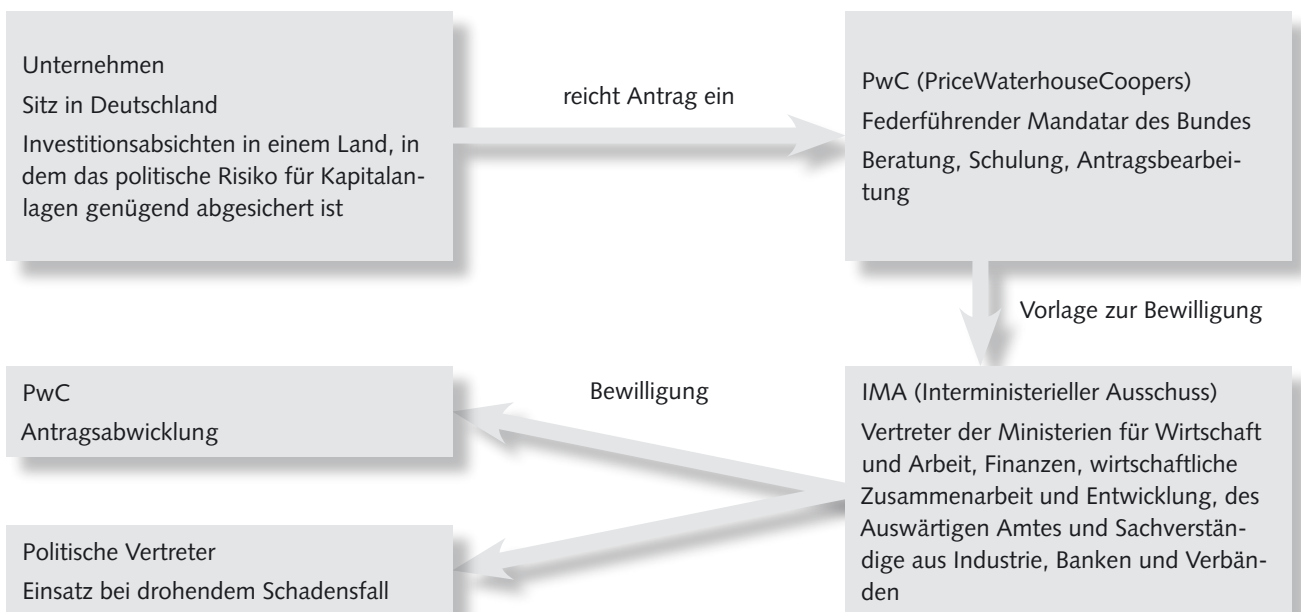 Unternehmen
Sitz in Deutschland
Investitionsabsichten in einem Land, in
dem das politische Risiko für Kapitalan-
lagen genügend abgesichert ist
reicht Antrag ein
PwC (PriceWaterhouseCoopers)
Federführender Mandatar des Bundes
Beratung, Schulung, Antragsbearbei-
tung
Vorlage zur Bewilligung
IMA (Interministerieller Ausschuss)
Vertreter der Ministerien für Wirtschaft
und Arbeit, Finanzen, wirtschaftliche
Zusammenarbeit und Entwicklung, des
Auswärtigen Amtes und Sachverstän-
dige aus Industrie, Banken und Verbän-
den
Bewilligung
PwC
Antragsabwicklung
Politische Vertreter
Einsatz bei drohendem Schadensfall